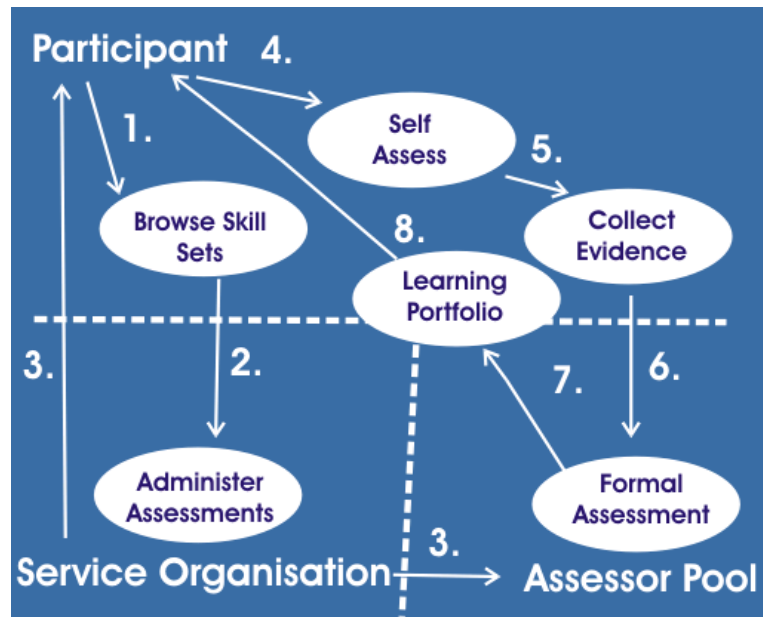 Participant
4.
1.
Self
Assess
5.
Browse Skill
Sets
8.
Collect
Evidence
Learning
Portfolio
3.
2.
7.
6.
Administer
Assessments
Formal
Assessment
3.
Service Organisation
Assessor Pool